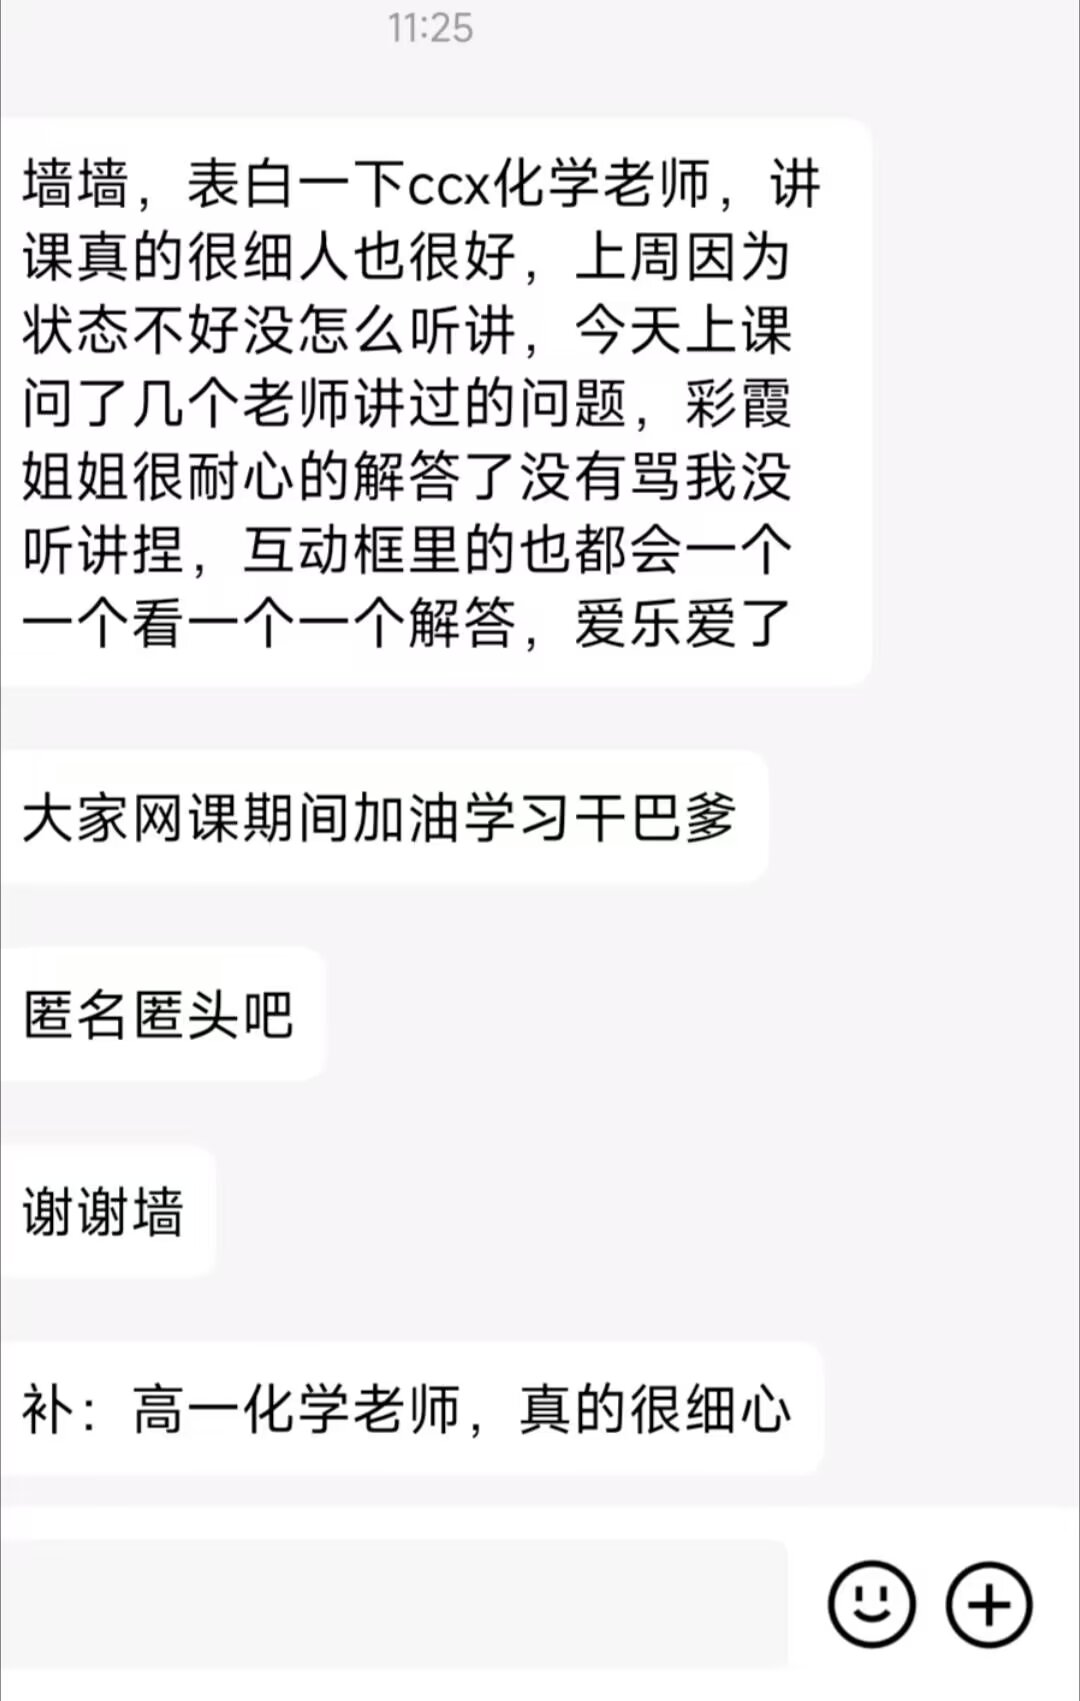 11:25
墙墙，表白一下ccx化学老师，讲
课真的很细人也很好，上周因为
状态不好没怎么听讲，今天上课
问了几个老师讲过的问题，彩霞
姐姐很耐心的解答了没有骂我没
听讲捏，互动框里的也都会一个
一个看一个一个解答，爱乐爱了
大家网课期间加油学习干巴爹
匿名匿头吧
谢谢墙
补：高一化学老师，真的很细心